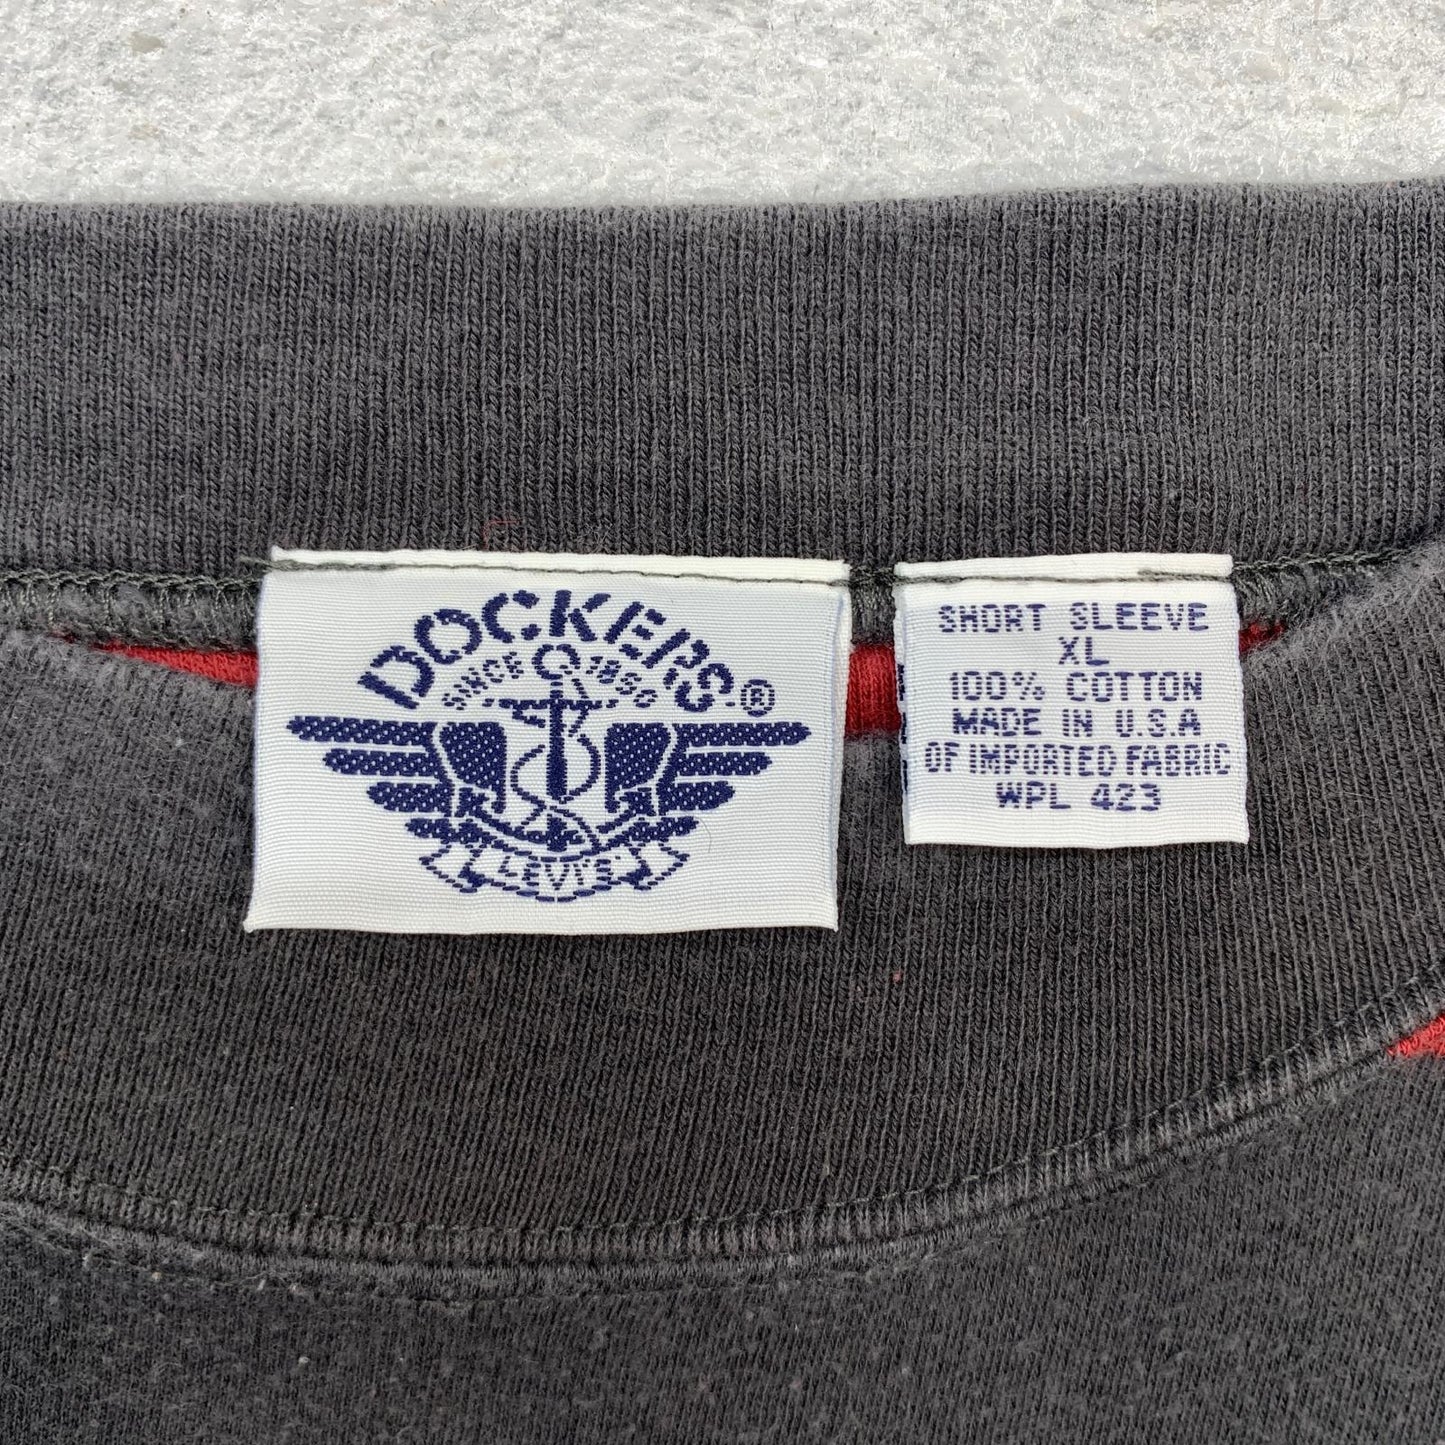 DOCKERS®
SINCE 1850
LEVI'S
SHORT SLEEVE
XL
100% COTTON
MADE IN U.S.A
OF IMPORTED FABRIC
WPL 423